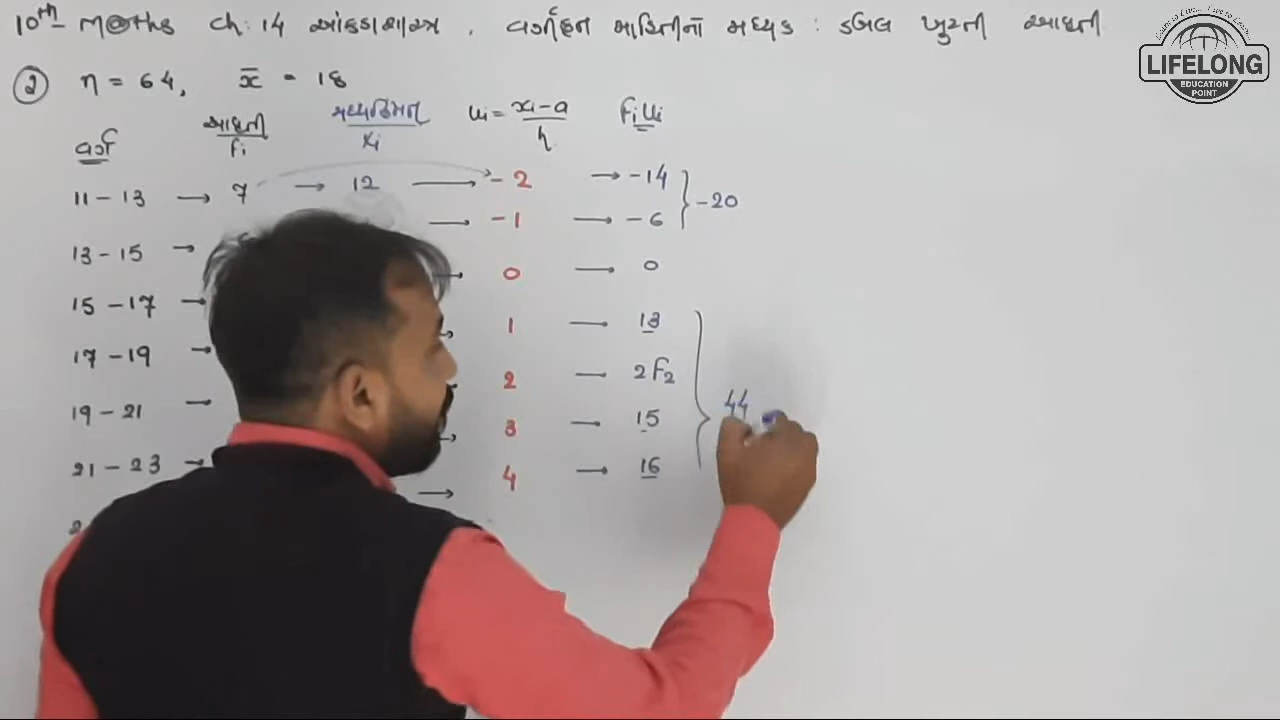 10th Maths Ch: 14 આંકડાશાસ્ત્ર . વર્ગીકૃત માહિતીનો મધ્યક : ડબલ ખૂટતી આવૃત્તિ
LIFELONG
EDUCATION
POINT
② n = 64, x̄ = 18
વર્ગ આવૃત્તિ fi મધ્યકિંમત xi ui = xi-a / h fiui
11 - 13 → 7 → 12 → -2 → -14 } -20
13 - 15 → → -1 → -6
15 - 17 → → 0 → 0
17 - 19 → → 1 → 13
19 - 21 → → 2 → 2F2 } 44
21 - 23 → → 3 → 15
2 → 4 → 16